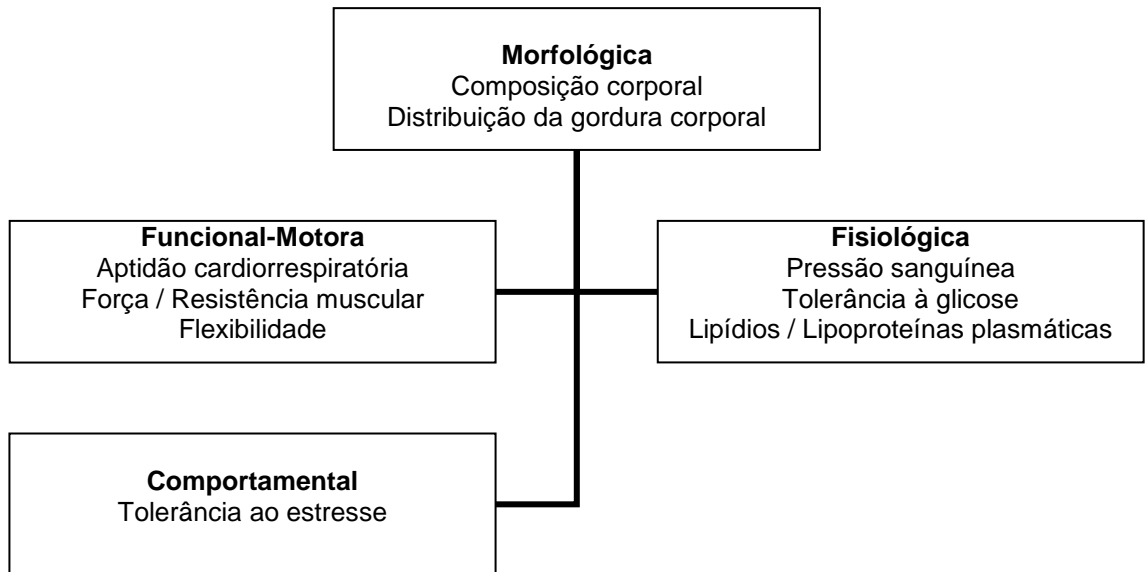 Morfológica
Composição corporal
Distribuição da gordura corporal
Funcional-Motora
Aptidão cardiorrespiratória
Força / Resistência muscular
Flexibilidade
Fisiológica
Pressão sanguínea
Tolerância à glicose
Lipídios / Lipoproteínas plasmáticas
Comportamental
Tolerância ao estresse